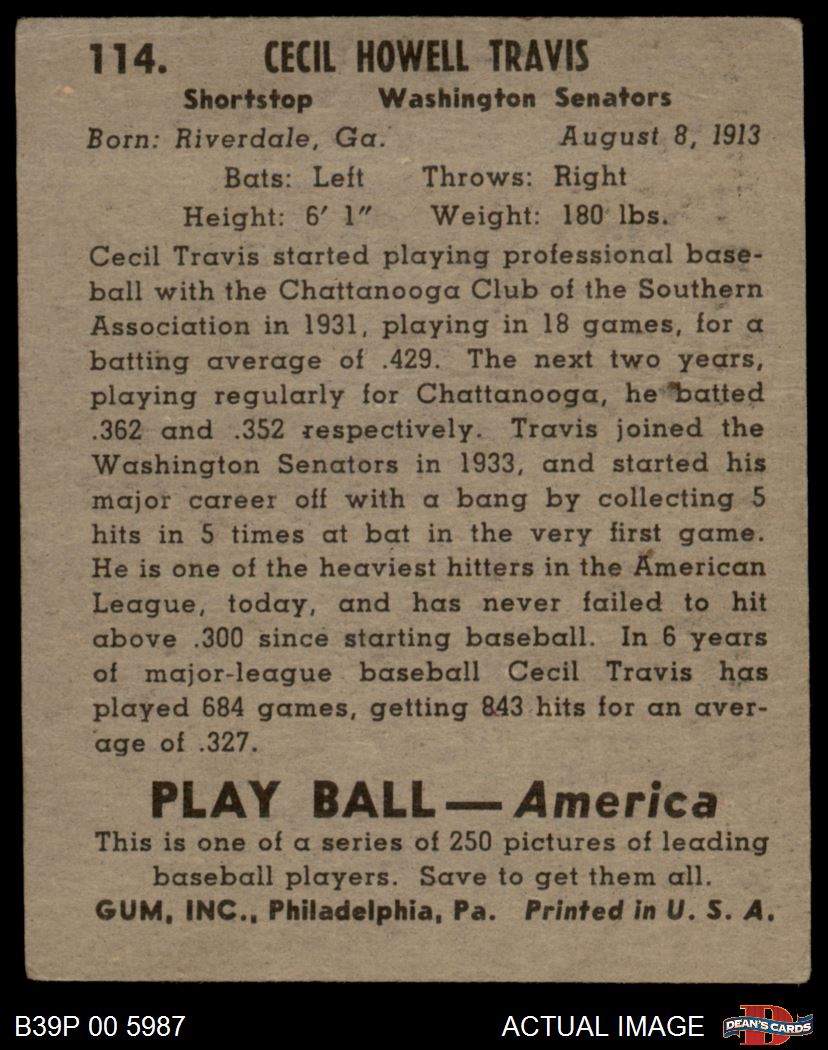 114. CECIL HOWELL TRAVIS
Shortstop Washington Senators
Born: Riverdale, Ga. August 8, 1913
Bats: Left Throws: Right
Height: 6' 1" Weight: 180 lbs.
Cecil Travis started playing professional base-
ball with the Chattanooga Club of the Southern
Association in 1931, playing in 18 games, for a
batting average of .429. The next two years,
playing regularly for Chattanooga, he batted
.362 and .352 respectively. Travis joined the
Washington Senators in 1933, and started his
major career off with a bang by collecting 5
hits in 5 times at bat in the very first game.
He is one of the heaviest hitters in the American
League, today, and has never failed to hit
above .300 since starting baseball. In 6 years
of major-league baseball Cecil Travis has
played 684 games, getting 843 hits for an aver-
age of .327.
PLAY BALL — America
This is one of a series of 250 pictures of leading
baseball players. Save to get them all.
GUM, INC., Philadelphia, Pa. Printed in U. S. A.
B39P 00 5987 ACTUAL IMAGE D DEAN'S CARDS